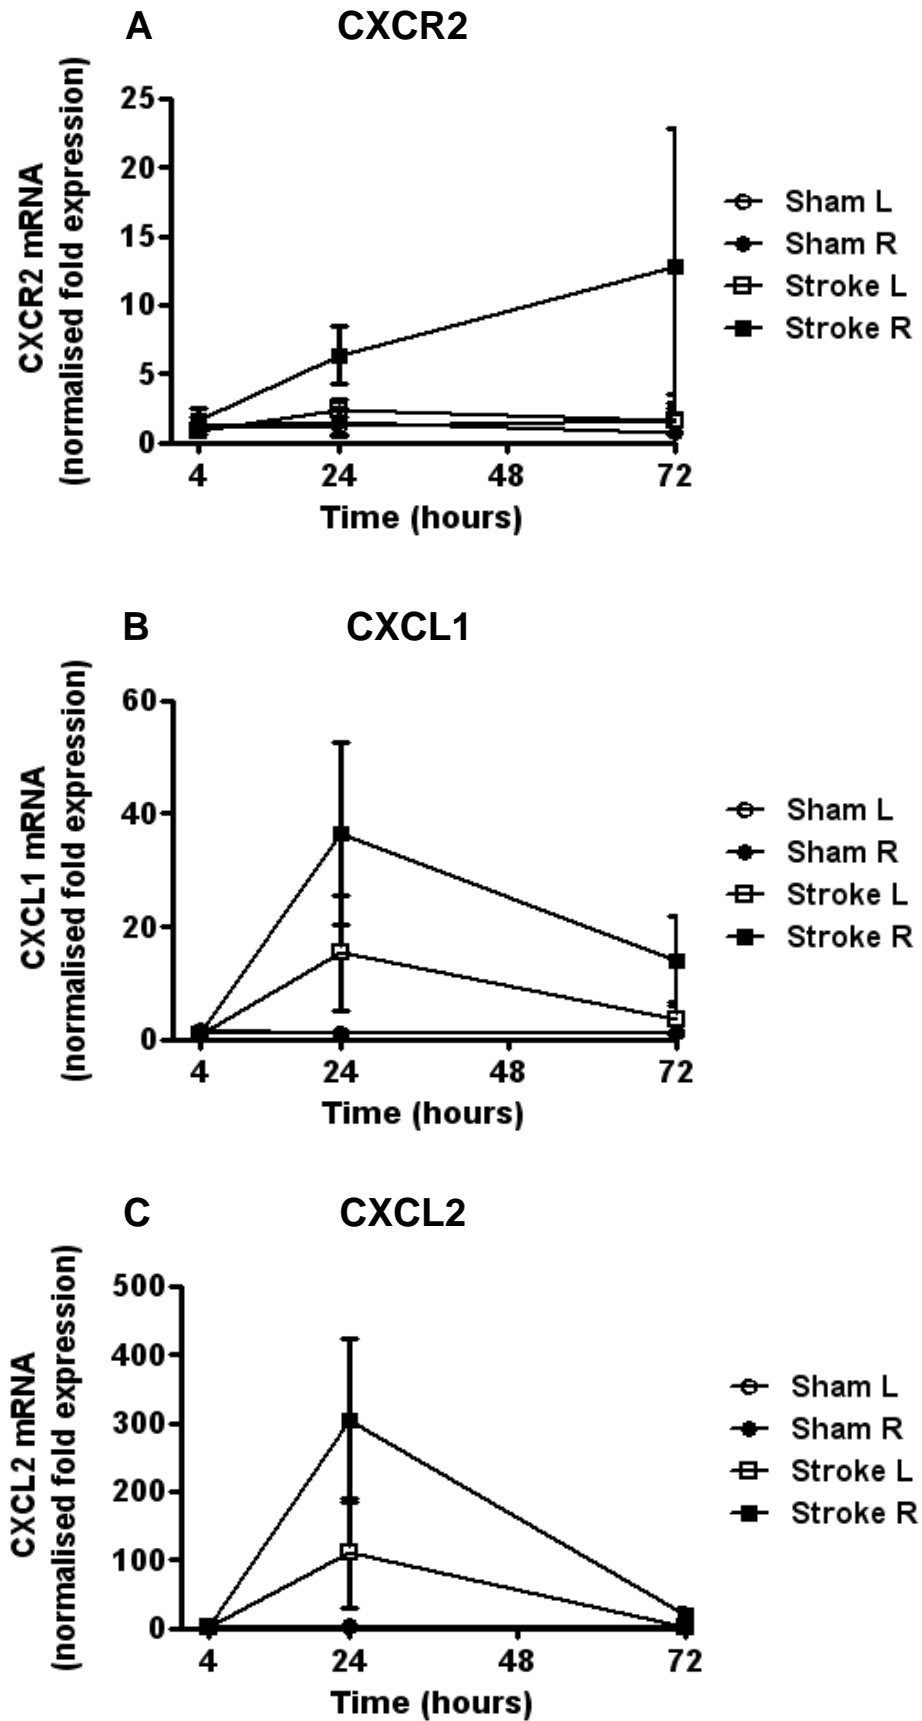 A CXCR2
CXCR2 mRNA
(normalised fold expression)
25
20
15
10
5
0
4 24 48 72
Time (hours)
Sham L
Sham R
Stroke L
Stroke R
B CXCL1
CXCL1 mRNA
(normalised fold expression)
60
40
20
0
4 24 48 72
Time (hours)
Sham L
Sham R
Stroke L
Stroke R
C CXCL2
CXCL2 mRNA
(normalised fold expression)
500
400
300
200
100
0
4 24 48 72
Time (hours)
Sham L
Sham R
Stroke L
Stroke R